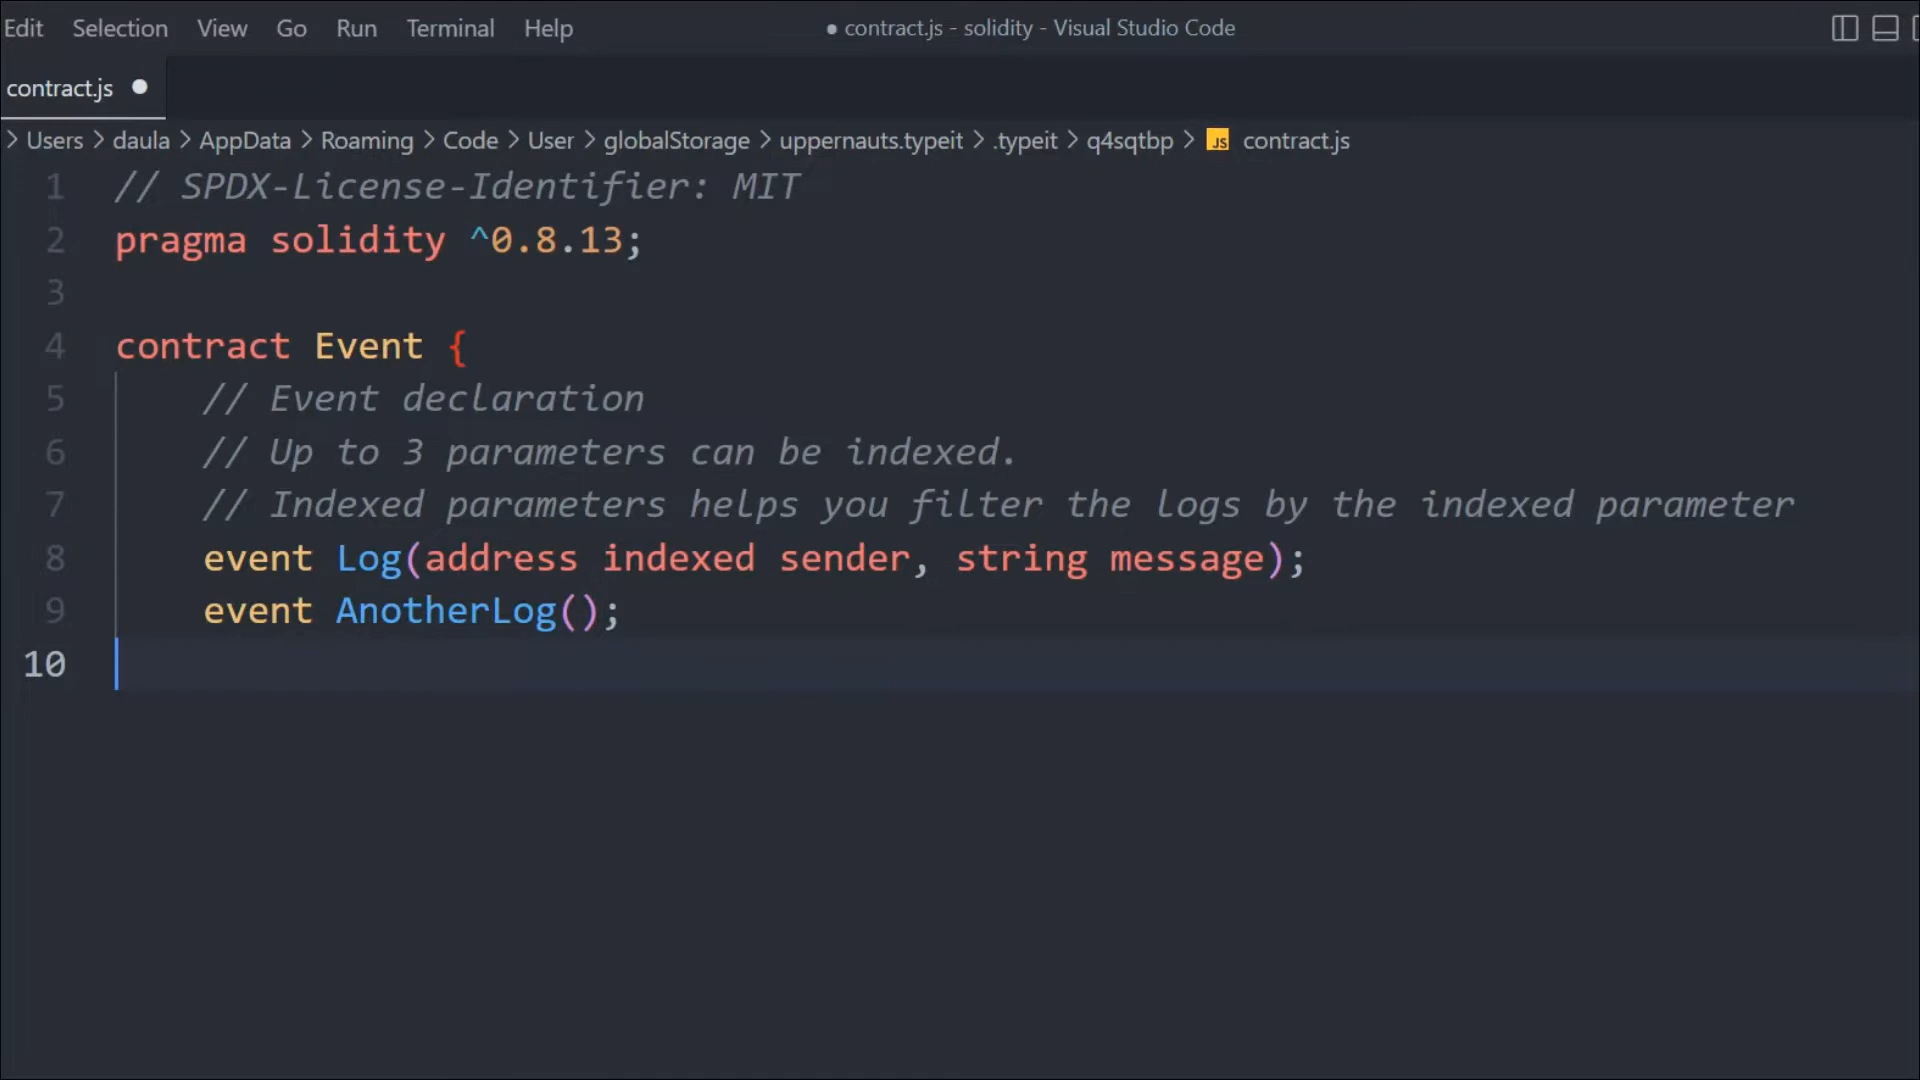 Edit Selection View Go Run Terminal Help ● contract.js - solidity - Visual Studio Code
contract.js ●
> Users > daula > AppData > Roaming > Code > User > globalStorage > uppernauts.typeit > .typeit > q4sqtbp > JS contract.js
1 // SPDX-License-Identifier: MIT
2 pragma solidity ^0.8.13;
3
4 contract Event {
5 // Event declaration
6 // Up to 3 parameters can be indexed.
7 // Indexed parameters helps you filter the logs by the indexed parameter
8 event Log(address indexed sender, string message);
9 event AnotherLog();
10